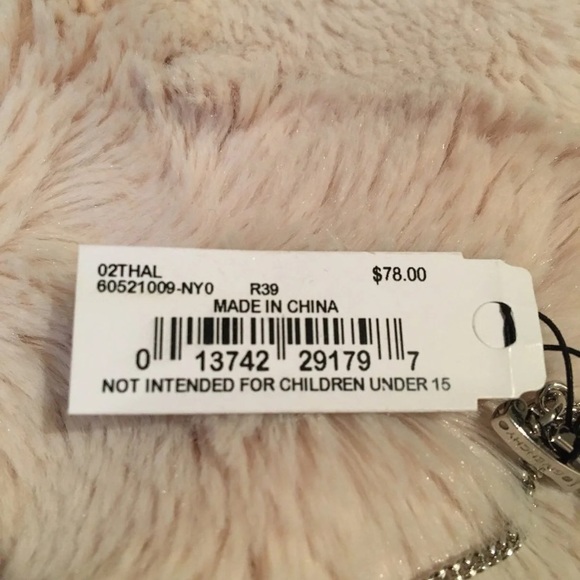 02THAL $78.00
60521009-NY0 R39
MADE IN CHINA
0 13742 29179 7
NOT INTENDED FOR CHILDREN UNDER 15